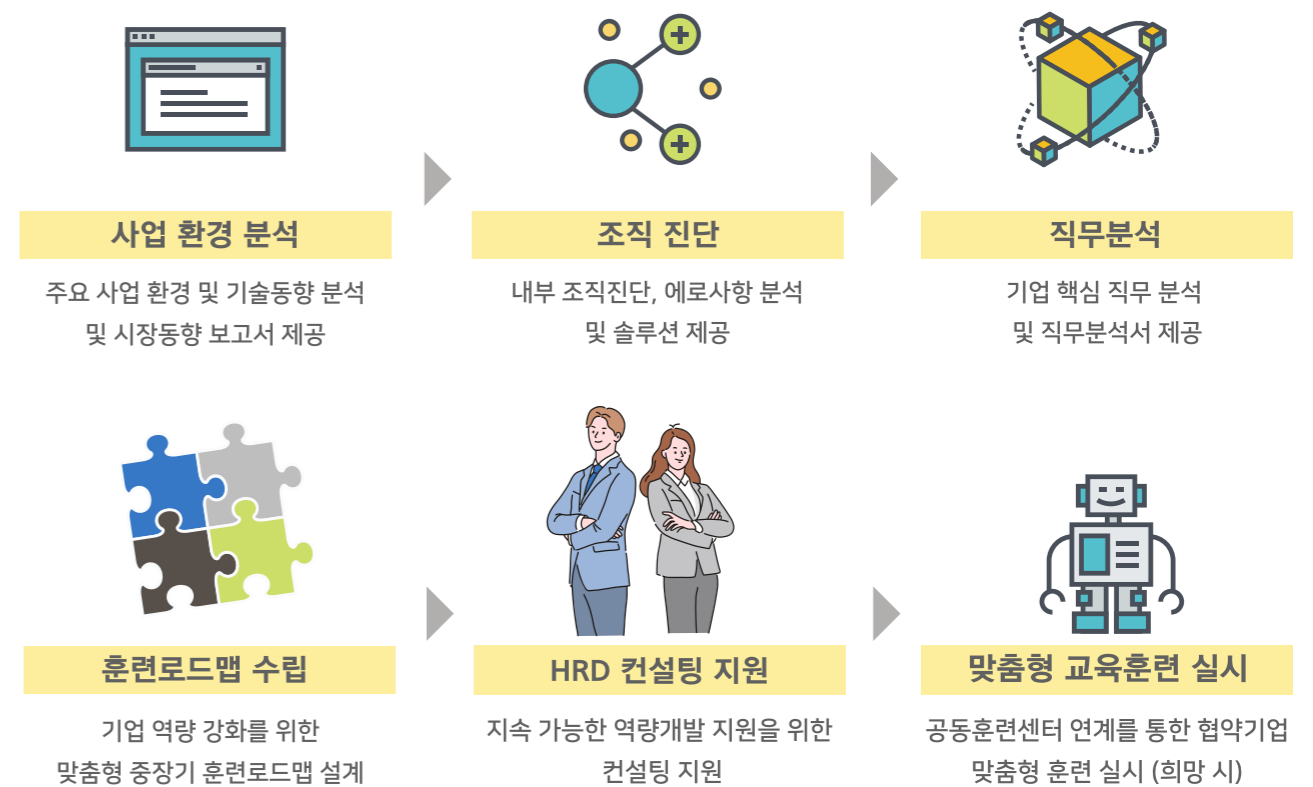 사업 환경 분석
주요 사업 환경 및 기술동향 분석
및 시장동향 보고서 제공
조직 진단
내부 조직진단, 에로사항 분석
및 솔루션 제공
직무분석
기업 핵심 직무 분석
및 직무분석서 제공
훈련로드맵 수립
기업 역량 강화를 위한
맞춤형 중장기 훈련로드맵 설계
HRD 컨설팅 지원
지속 가능한 역량개발 지원을 위한
컨설팅 지원
맞춤형 교육훈련 실시
공동훈련센터 연계를 통한 협약기업
맞춤형 훈련 실시 (희망 시)